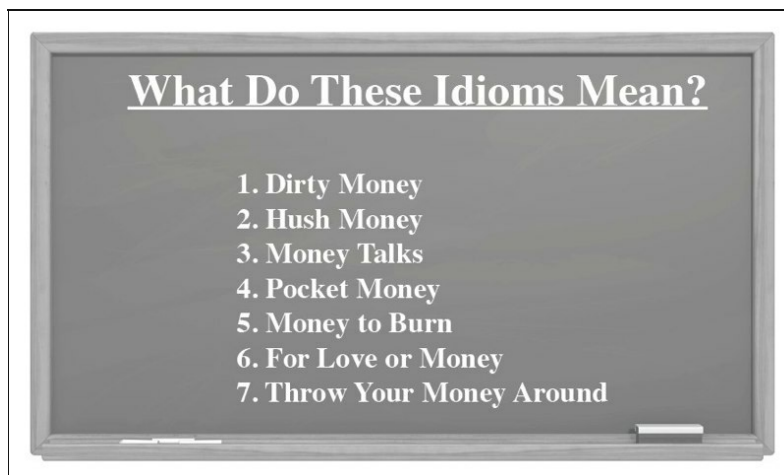 What Do These Idioms Mean?
1. Dirty Money
2. Hush Money
3. Money Talks
4. Pocket Money
5. Money to Burn
6. For Love or Money
7. Throw Your Money Around